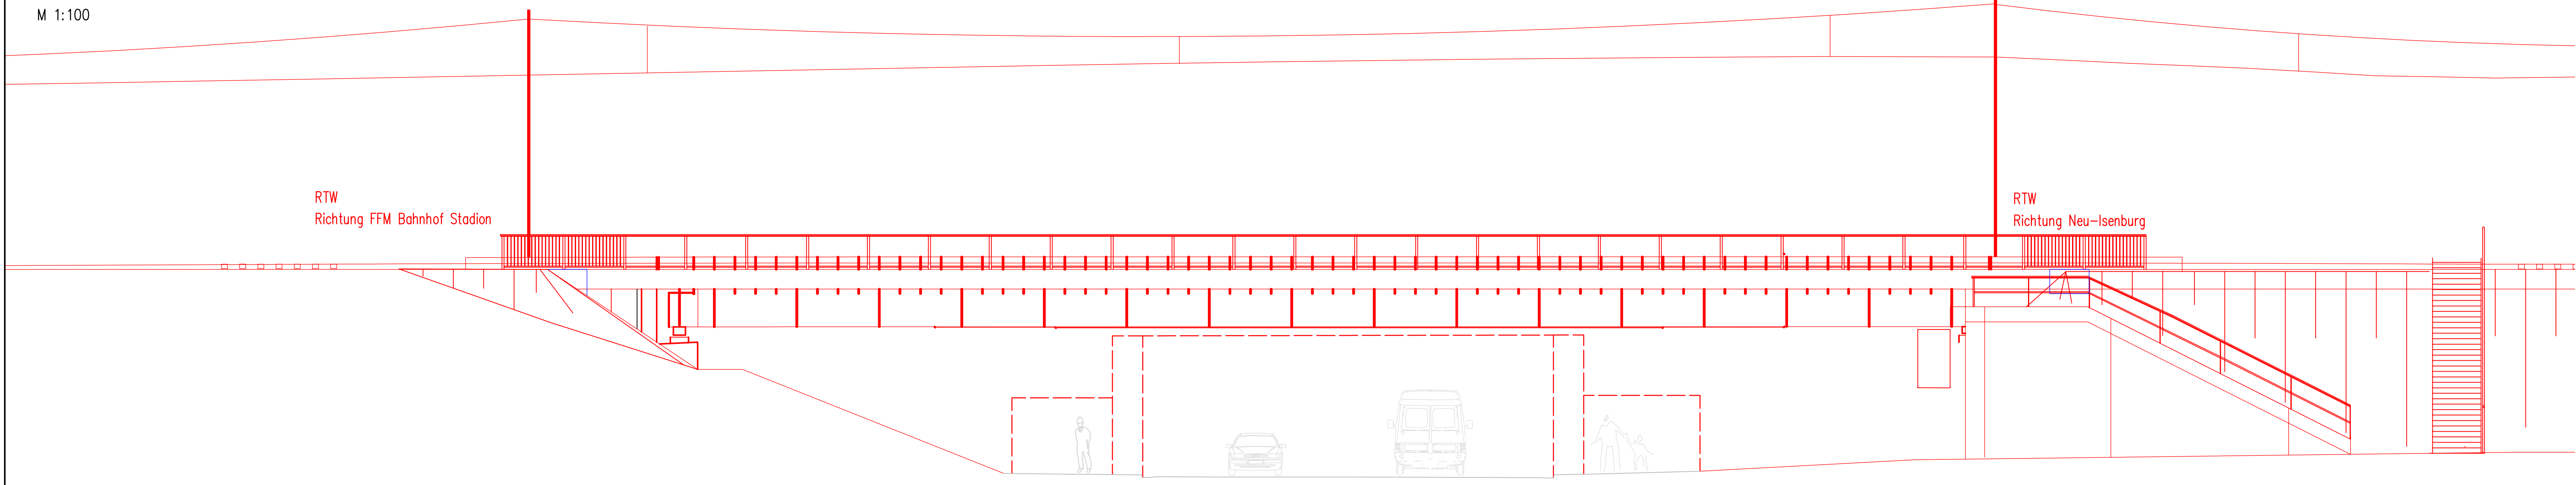 M 1:100
RTW
Richtung FFM Bahnhof Stadion
RTW
Richtung Neu-Isenburg